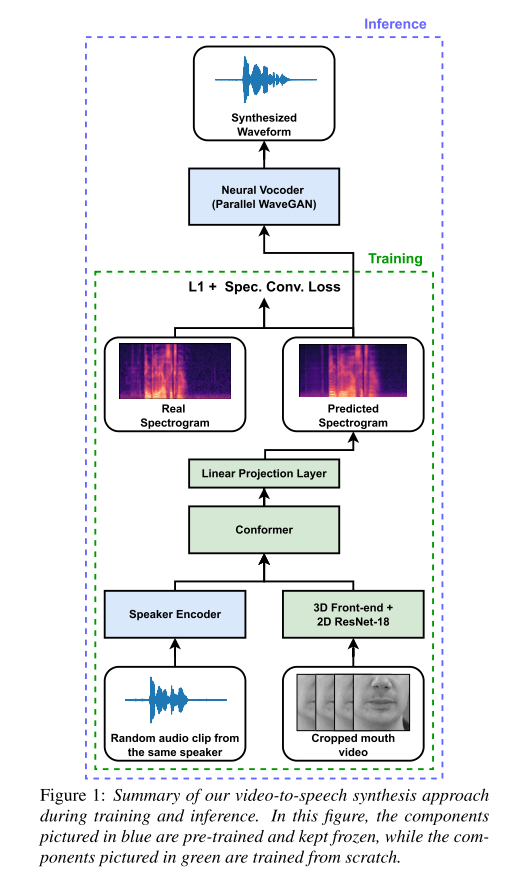 Inference
Synthesized
Waveform
Neural Vocoder
(Parallel WaveGAN)
Training
L1 + Spec. Conv. Loss
Real
Spectrogram
Predicted
Spectrogram
Linear Projection Layer
Conformer
Speaker Encoder
3D Front-end +
2D ResNet-18
Random audio clip from
the same speaker
Cropped mouth
video
Figure 1: Summary of our video-to-speech synthesis approach
during training and inference. In this figure, the components
pictured in blue are pre-trained and kept frozen, while the com-
ponents pictured in green are trained from scratch.